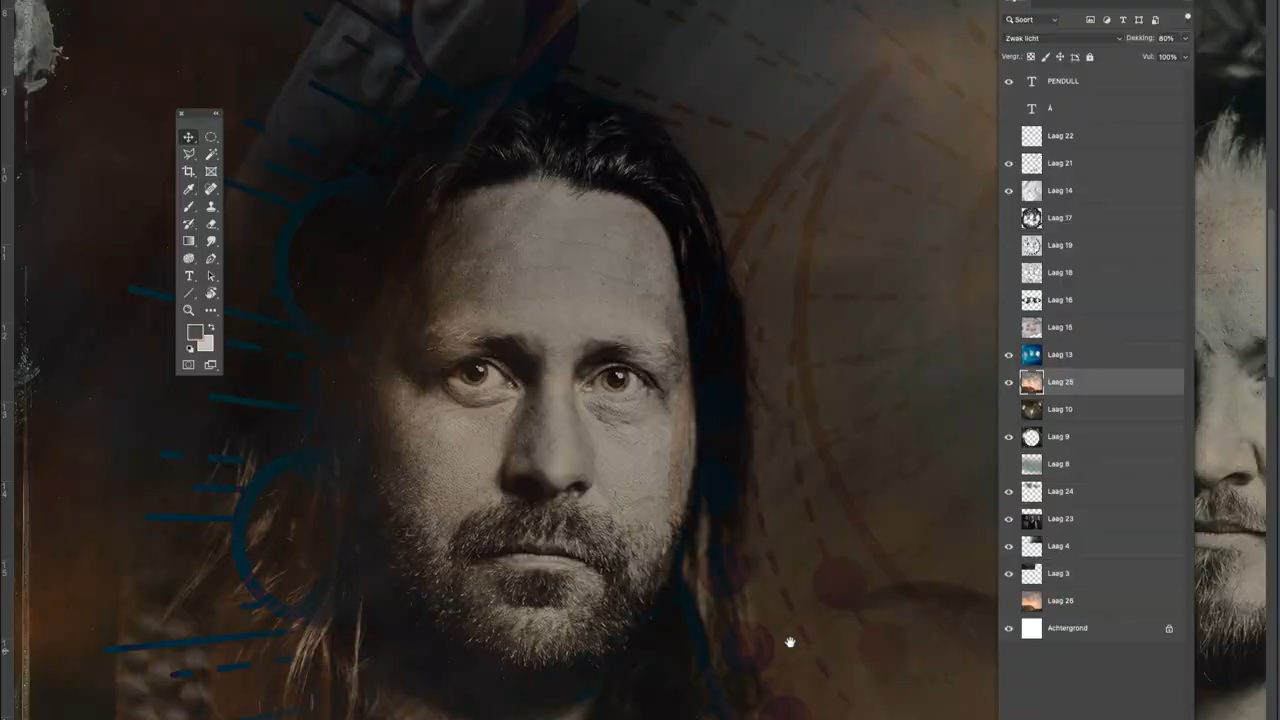 Soort
Zwak licht
Dekking: 80%
Vergr.:
Vul: 100%
PENDULL
A
Laag 22
Laag 21
Laag 14
Laag 17
Laag 19
Laag 18
Laag 16
Laag 15
Laag 13
Laag 25
Laag 10
Laag 9
Laag 8
Laag 24
Laag 23
Laag 4
Laag 3
Laag 26
Achtergrond